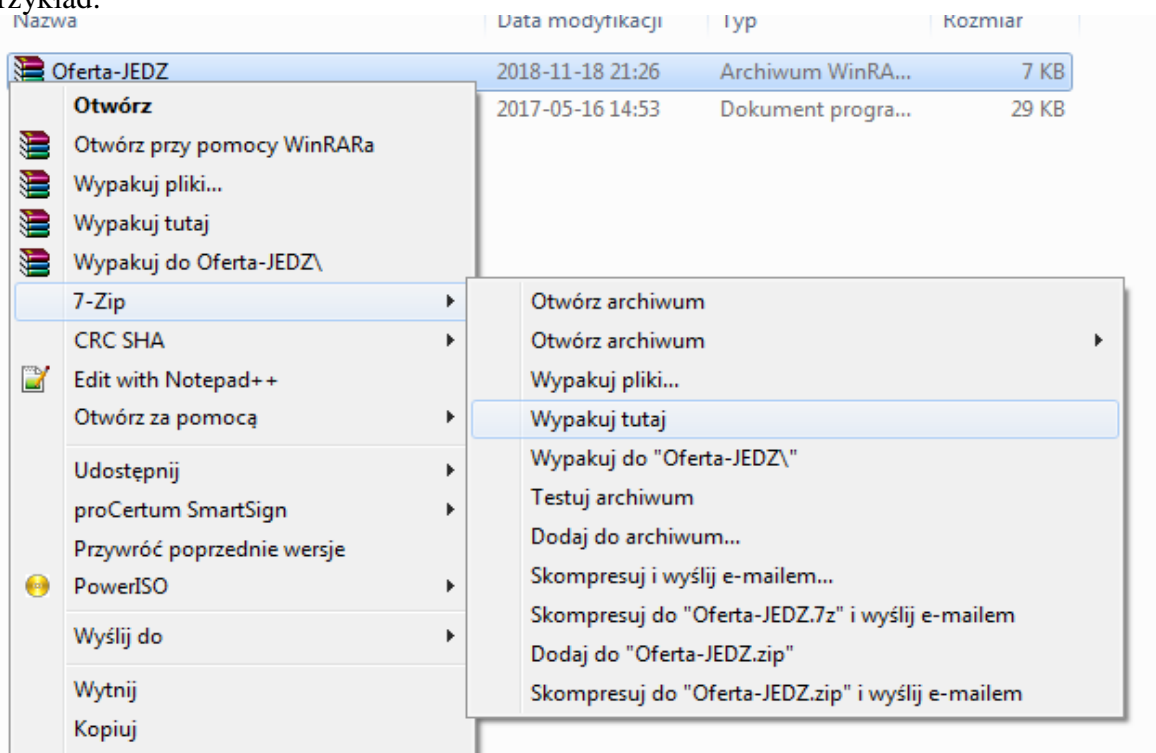 rzykład:
Nazwa Data modyfikacji Typ Rozmiar
Oferta-JEDZ 2018-11-18 21:26 Archiwum WinRA... 7 KB
2017-05-16 14:53 Dokument progra... 29 KB
Otwórz
Otwórz przy pomocy WinRARa
Wypakuj pliki...
Wypakuj tutaj
Wypakuj do Oferta-JEDZ\
7-Zip
CRC SHA
Edit with Notepad++
Otwórz za pomocą
Udostępnij
proCertum SmartSign
Przywróć poprzednie wersje
PowerISO
Wyślij do
Wytnij
Kopiuj
Otwórz archiwum
Otwórz archiwum
Wypakuj pliki...
Wypakuj tutaj
Wypakuj do "Oferta-JEDZ\"
Testuj archiwum
Dodaj do archiwum...
Skompresuj i wyślij e-mailem...
Skompresuj do "Oferta-JEDZ.7z" i wyślij e-mailem
Dodaj do "Oferta-JEDZ.zip"
Skompresuj do "Oferta-JEDZ.zip" i wyślij e-mailem